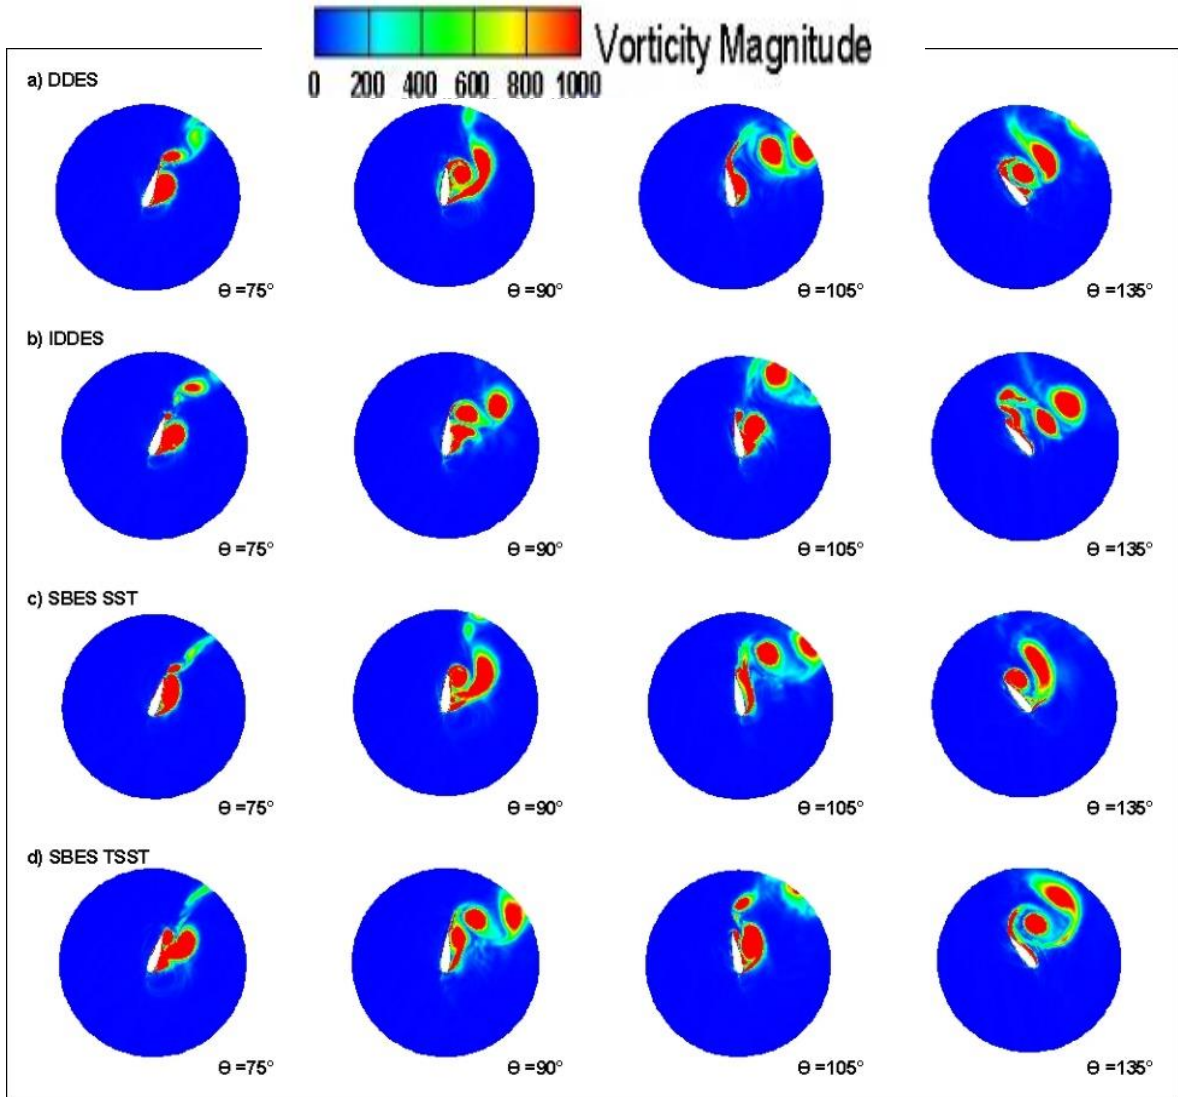 Vorticity Magnitude
0 200 400 600 800 1000
a) DDES
Θ =75° Θ =90° Θ =105° Θ =135°
b) IDDES
Θ =75° Θ =90° Θ =105° Θ =135°
c) SBES SST
Θ =75° Θ =90° Θ =105° Θ =135°
d) SBES TSST
Θ =75° Θ =90° Θ =105° Θ =135°